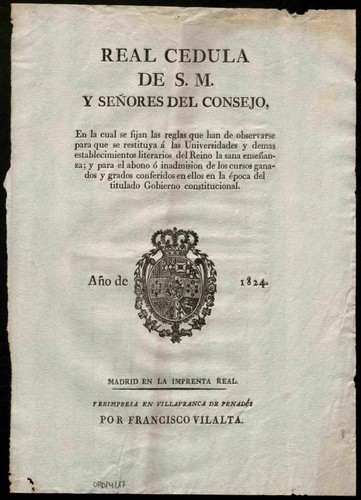 REAL CEDULA
DE S. M.
Y SEÑORES DEL CONSEJO,
En la cual se fijan las reglas que han de observarse
para que se restituya á las Universidades y demas
establecimientos literarios del Reino la sana enseñan-
za; y para el abono ó inadmision de los cursos gana-
dos y grados conferidos en ellos en la época del
titulado Gobierno constitucional.
Año de 1824.
MADRID EN LA IMPRENTA REAL.
Y REIMPRESA EN VILLAFRANCA DE PENADÉS
POR FRANCISCO VILALTA.